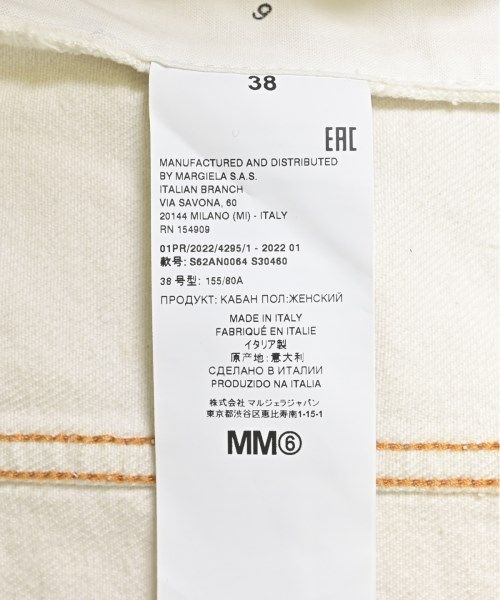 6
38
EAC
MANUFACTURED AND DISTRIBUTED
BY MARGIELA S.A.S.
ITALIAN BRANCH
VIA SAVONA, 60
20144 MILANO (MI) - ITALY
RN 154909
01PR/2022/4295/1 - 2022 01
款号: S62AN0064 S30460
38 号型: 155/80A
ПРОДУКТ: КАБАН ПОЛ:ЖЕНСКИЙ
MADE IN ITALY
FABRIQUÉ EN ITALIE
イタリア製
原产地: 意大利
СДЕЛАНО В ИТАЛИИ
PRODUZIDO NA ITALIA
株式会社 マルジェラジャパン
東京都渋谷区恵比寿南1-15-1
MM⑥